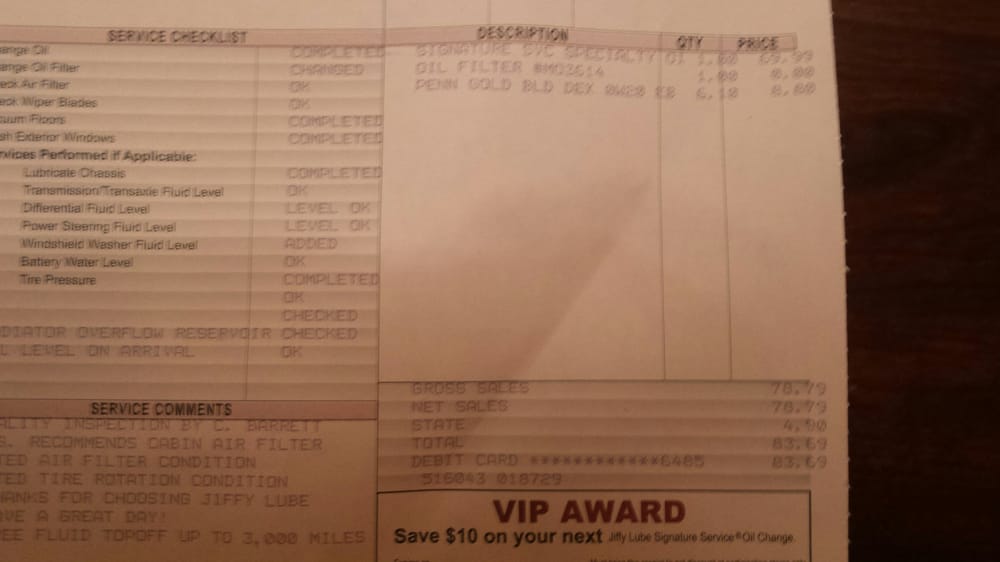 SERVICE CHECKLIST
ange Oil COMPLETED
ange Oil Filter CHANGED
eck Air Filter OK
eck Wiper Blades OK
cuum Floors COMPLETED
sh Exterior Windows COMPLETED
rvices Performed if Applicable:
Lubricate Chassis COMPLETED
Transmission/Transaxle Fluid Level OK
Differential Fluid Level LEVEL OK
Power Steering Fluid Level LEVEL OK
Windshield Washer Fluid Level ADDED
Battery Water Level OK
Tire Pressure COMPLETED
OK
CHECKED
DIATOR OVERFLOW RESERVOIR CHECKED
L LEVEL ON ARRIVAL OK
SERVICE COMMENTS
ALITY INSPECTION BY C. BARRETT
S. RECOMMENDS CABIN AIR FILTER
TED AIR FILTER CONDITION
TED TIRE ROTATION CONDITION
HANKS FOR CHOOSING JIFFY LUBE
AVE A GREAT DAY!
EE FLUID TOPOFF UP TO 3,000 MILES
DESCRIPTION QTY PRICE
SIGNATURE SVC SPECIALTY OI 1.00
OIL FILTER #MO3614 1.00 0.00
PENN GOLD BLD DEX 0W20 EB 6.10
GROSS SALES 78.79
NET SALES 78.79
STATE 4.90
TOTAL 83.69
DEBIT CARD ************6485 83.69
516043 018729
VIP AWARD
Save $10 on your next Jiffy Lube Signature Service® Oil Change.